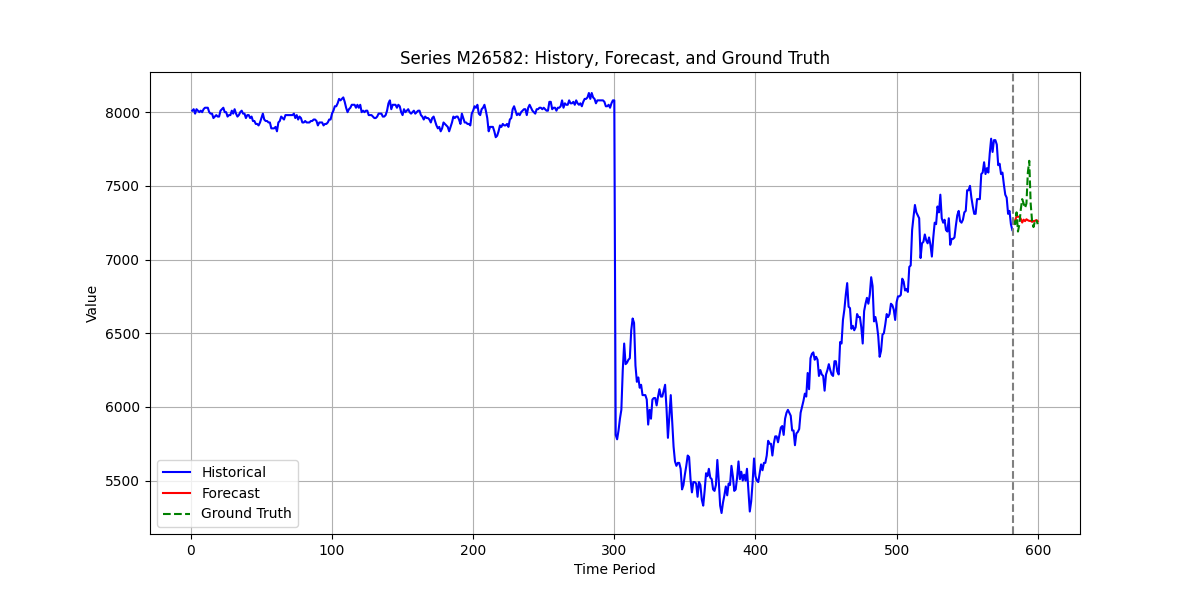 Series M26582: History, Forecast, and Ground Truth
Value
8000
7500
7000
6500
6000
5500
Historical
Forecast
Ground Truth
0 100 200 300 400 500 600
Time Period